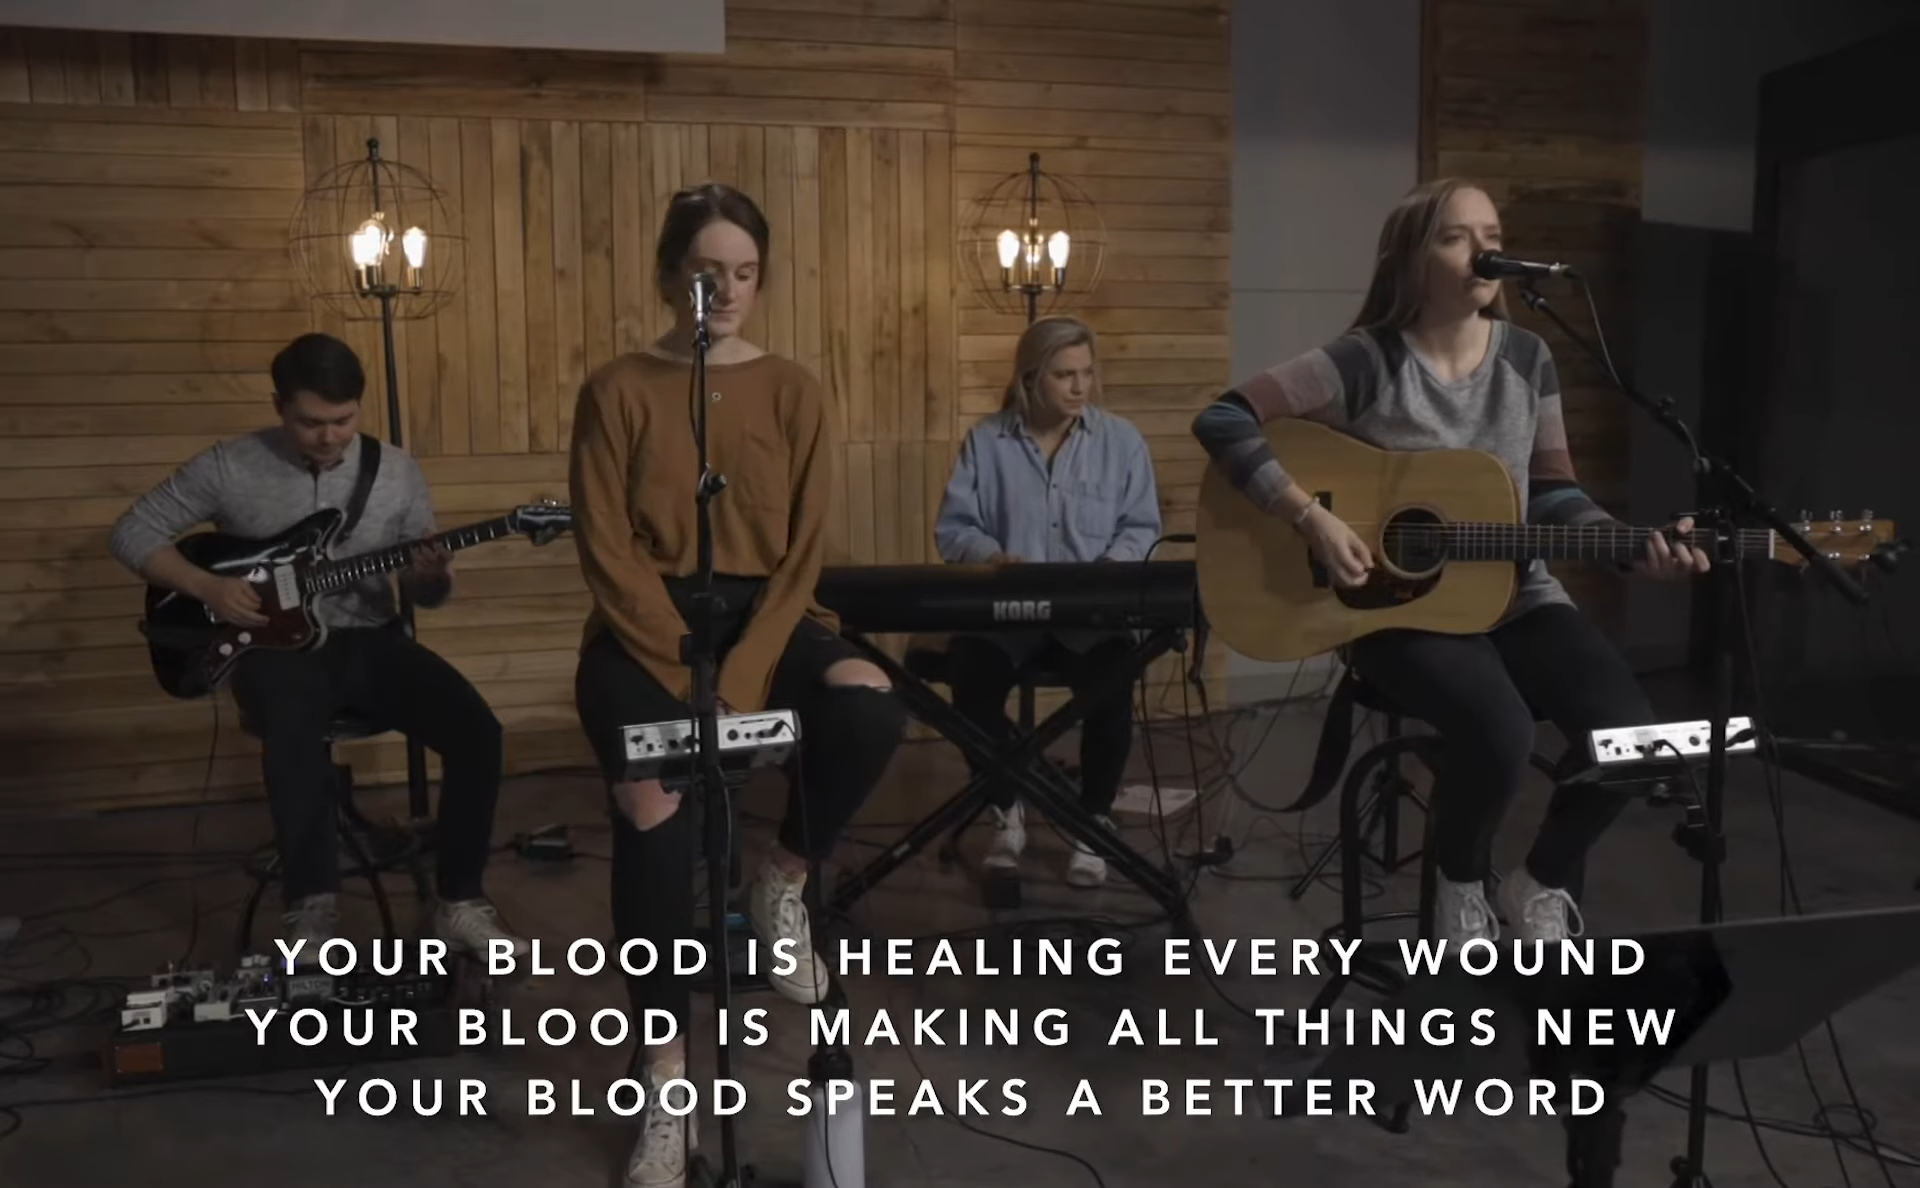 KORG
YOUR BLOOD IS HEALING EVERY WOUND
YOUR BLOOD IS MAKING ALL THINGS NEW
YOUR BLOOD SPEAKS A BETTER WORD